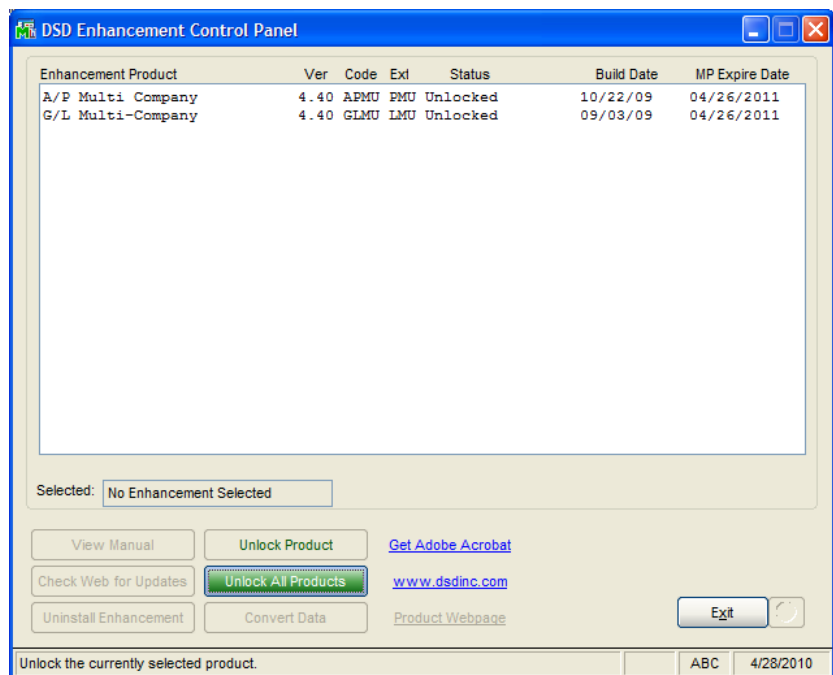 DSD Enhancement Control Panel
Enhancement Product Ver Code Ext Status Build Date MP Expire Date
A/P Multi Company 4.40 APMU PMU Unlocked 10/22/09 04/26/2011
G/L Multi-Company 4.40 GLMU LMU Unlocked 09/03/09 04/26/2011
Selected: No Enhancement Selected
View Manual Unlock Product Get Adobe Acrobat
Check Web for Updates Unlock All Products www.dsdinc.com
Uninstall Enhancement Convert Data Product Webpage Exit
Unlock the currently selected product. ABC 4/28/2010